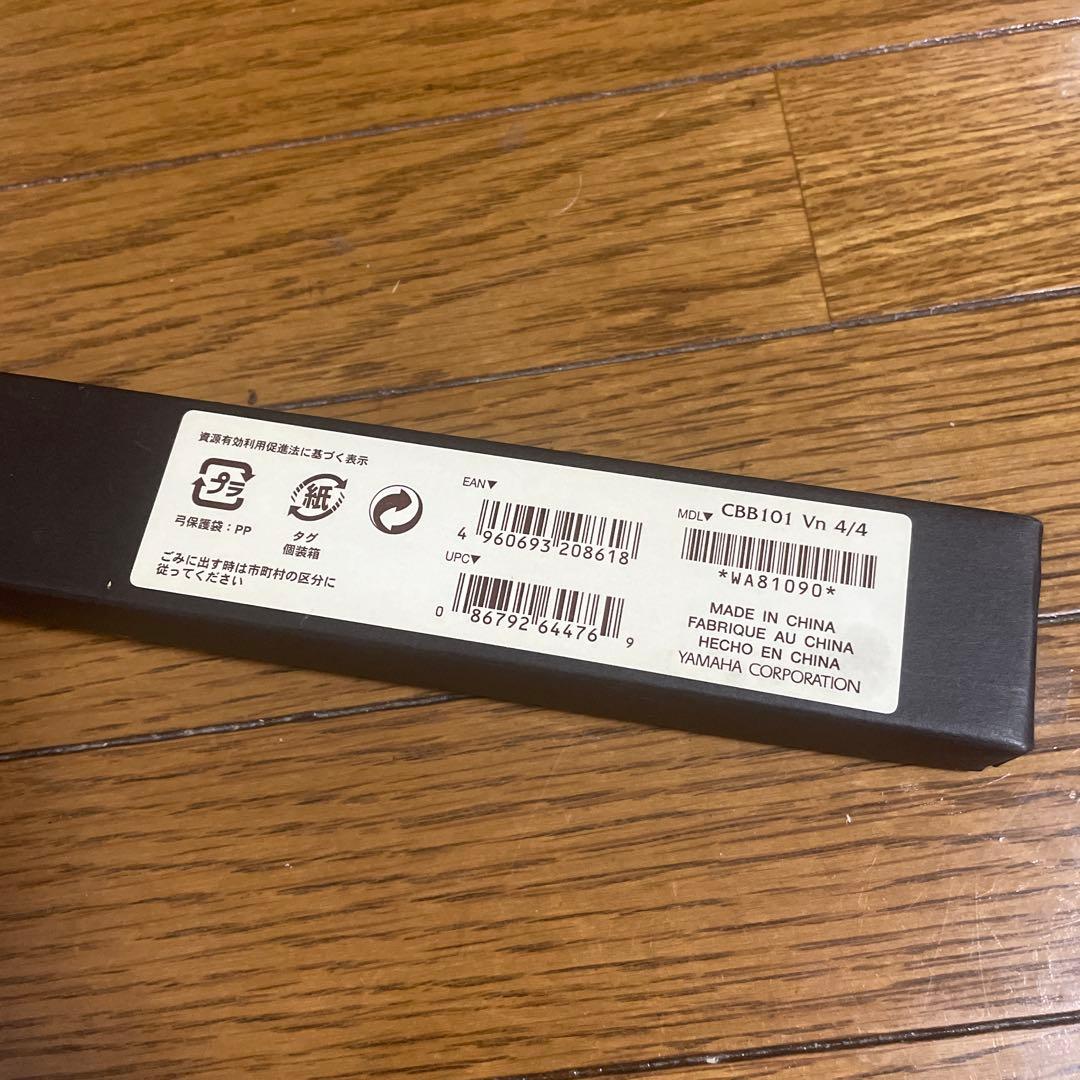 資源有効利用促進法に基づく表示
プラ
弓保護袋：PP
紙
タグ
個装箱
ごみに出す時は市町村の区分に
従ってください
EAN▼
4 960693 208618
UPC▼
0 86792 64476 9
MDL▼ CBB101 Vn 4/4
*WA81090*
MADE IN CHINA
FABRIQUE AU CHINA
HECHO EN CHINA
YAMAHA CORPORATION